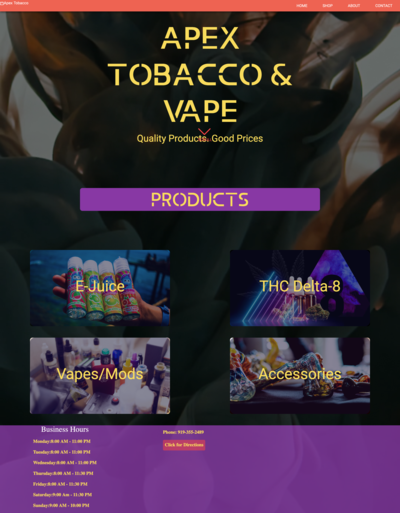 Apex Tobacco
HOME SHOP ABOUT CONTACT
APEX
TOBACCO &
VAPE
Quality Products. Good Prices
PRODUCTS
E-Juice
THC Delta-8
Vapes/Mods
Accessories
Business Hours
Monday:8:00 AM - 11:00 PM
Tuesday:8:00 AM - 11:00 PM
Wednesday:8:00 AM - 11:00 PM
Thursday:8:00 AM - 11:30 PM
Friday:8:00 AM - 11:30 PM
Saturday:9:00 Am - 11:30 PM
Sunday:9:00 AM - 10:00 PM
Phone: 919-355-2409
Click for Directions